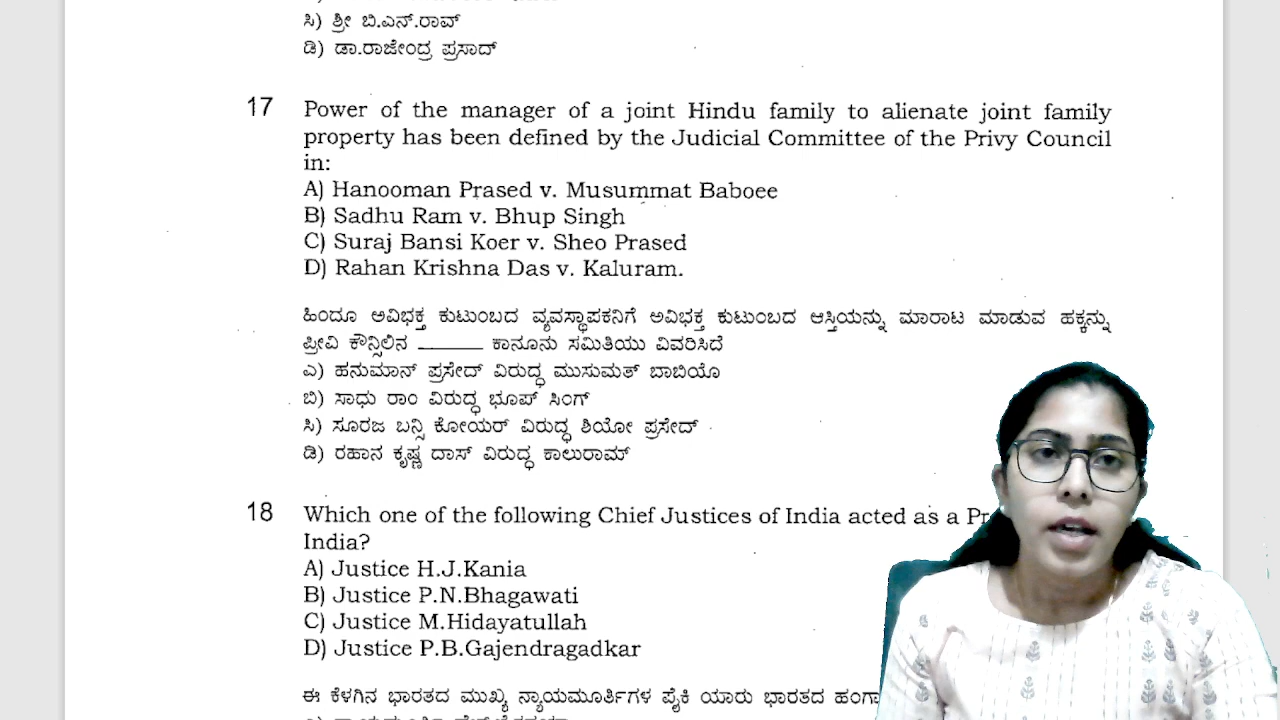 ಸಿ) ಶ್ರೀ ಬಿ.ಎನ್.ರಾವ್
ಡಿ) ಡಾ.ರಾಜೇಂದ್ರ ಪ್ರಸಾದ್
17 Power of the manager of a joint Hindu family to alienate joint family
property has been defined by the Judicial Committee of the Privy Council
in:
A) Hanooman Prased v. Musummat Baboee
B) Sadhu Ram v. Bhup Singh
C) Suraj Bansi Koer v. Sheo Prased
D) Rahan Krishna Das v. Kaluram.
ಹಿಂದೂ ಅವಿಭಕ್ತ ಕುಟುಂಬದ ವ್ಯವಸ್ಥಾಪಕನಿಗೆ ಅವಿಭಕ್ತ ಕುಟುಂಬದ ಆಸ್ತಿಯನ್ನು ಮಾರಾಟ ಮಾಡುವ ಹಕ್ಕನ್ನು
ಪ್ರೀವಿ ಕೌನ್ಸಿಲಿನ ______ ಕಾನೂನು ಸಮಿತಿಯು ವಿವರಿಸಿದೆ
ಎ) ಹನುಮಾನ್ ಪ್ರಸೇದ್ ವಿರುದ್ಧ ಮುಸುಮತ್ ಬಾಬಿಯೊ
ಬಿ) ಸಾಧು ರಾಂ ವಿರುದ್ಧ ಭೂಪ್ ಸಿಂಗ್
ಸಿ) ಸೂರಜ ಬನ್ಸಿ ಕೋಯರ್ ವಿರುದ್ಧ ಶಿಯೋ ಪ್ರಸೇದ್
ಡಿ) ರಹಾನ ಕೃಷ್ಣ ದಾಸ್ ವಿರುದ್ಧ ಕಾಲುರಾಮ್
18 Which one of the following Chief Justices of India acted as a
India?
A) Justice H.J.Kania
B) Justice P.N.Bhagawati
C) Justice M.Hidayatullah
D) Justice P.B.Gajendragadkar
ಈ ಕೆಳಗಿನ ಭಾರತದ ಮುಖ್ಯ ನ್ಯಾಯಮೂರ್ತಿಗಳ ಪೈಕಿ ಯಾರು ಭಾರತದ